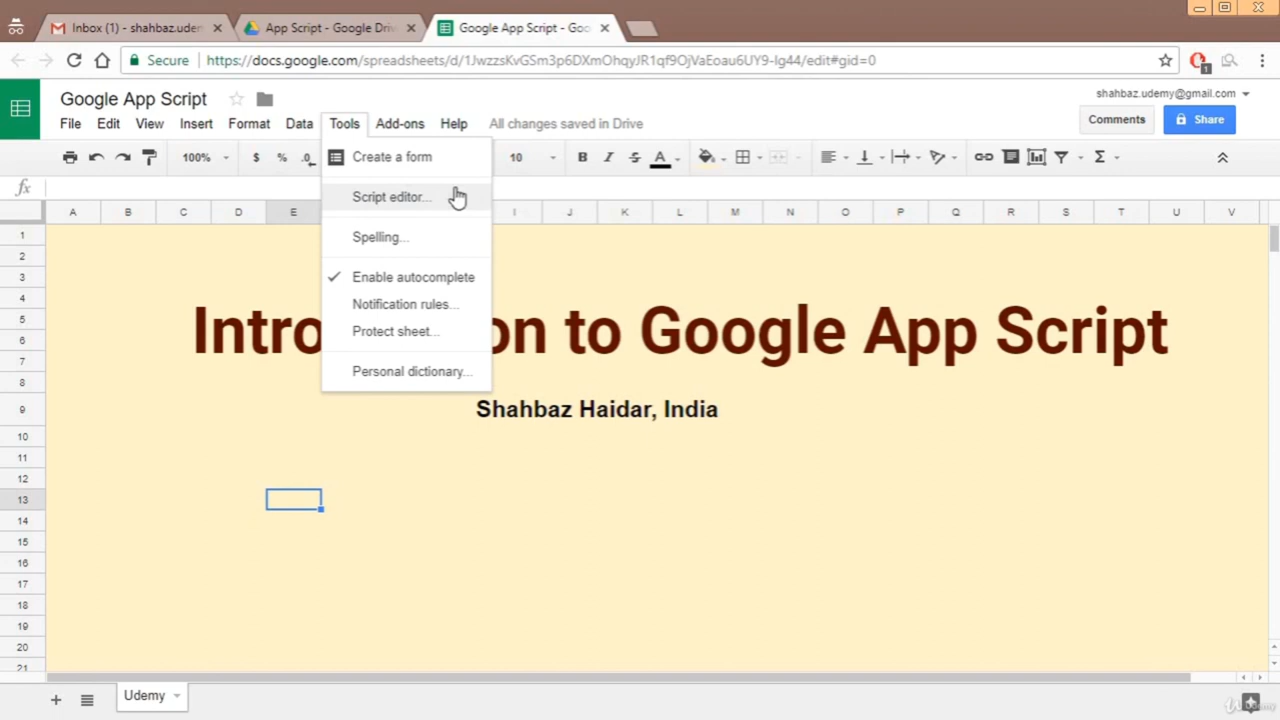 Inbox (1) - shahbaz.udem
App Script - Google Driv
Google App Script - Goo
Secure
https://docs.google.com/spreadsheets/d/1JwzzsKvGSm3p6DXmOhqyJR1qf9OjVaEoau6UY9-lg44/edit#gid=0
1
Google App Script
shahbaz.udemy@gmail.com
File Edit View Insert Format Data Tools Add-ons Help All changes saved in Drive
Comments
Share
100% $ % .0 10 B I S A Σ
Create a form
fx
Script editor...
A B C D E I J K L M N O P Q R S T U V
Spelling...
Enable autocomplete
Notification rules...
Protect sheet...
Personal dictionary...
1
2
3
4
5
6
7
8
9
10
11
12
13
14
15
16
17
18
19
20
21
Intro on to Google App Script
Shahbaz Haidar, India
Udemy
Udemy